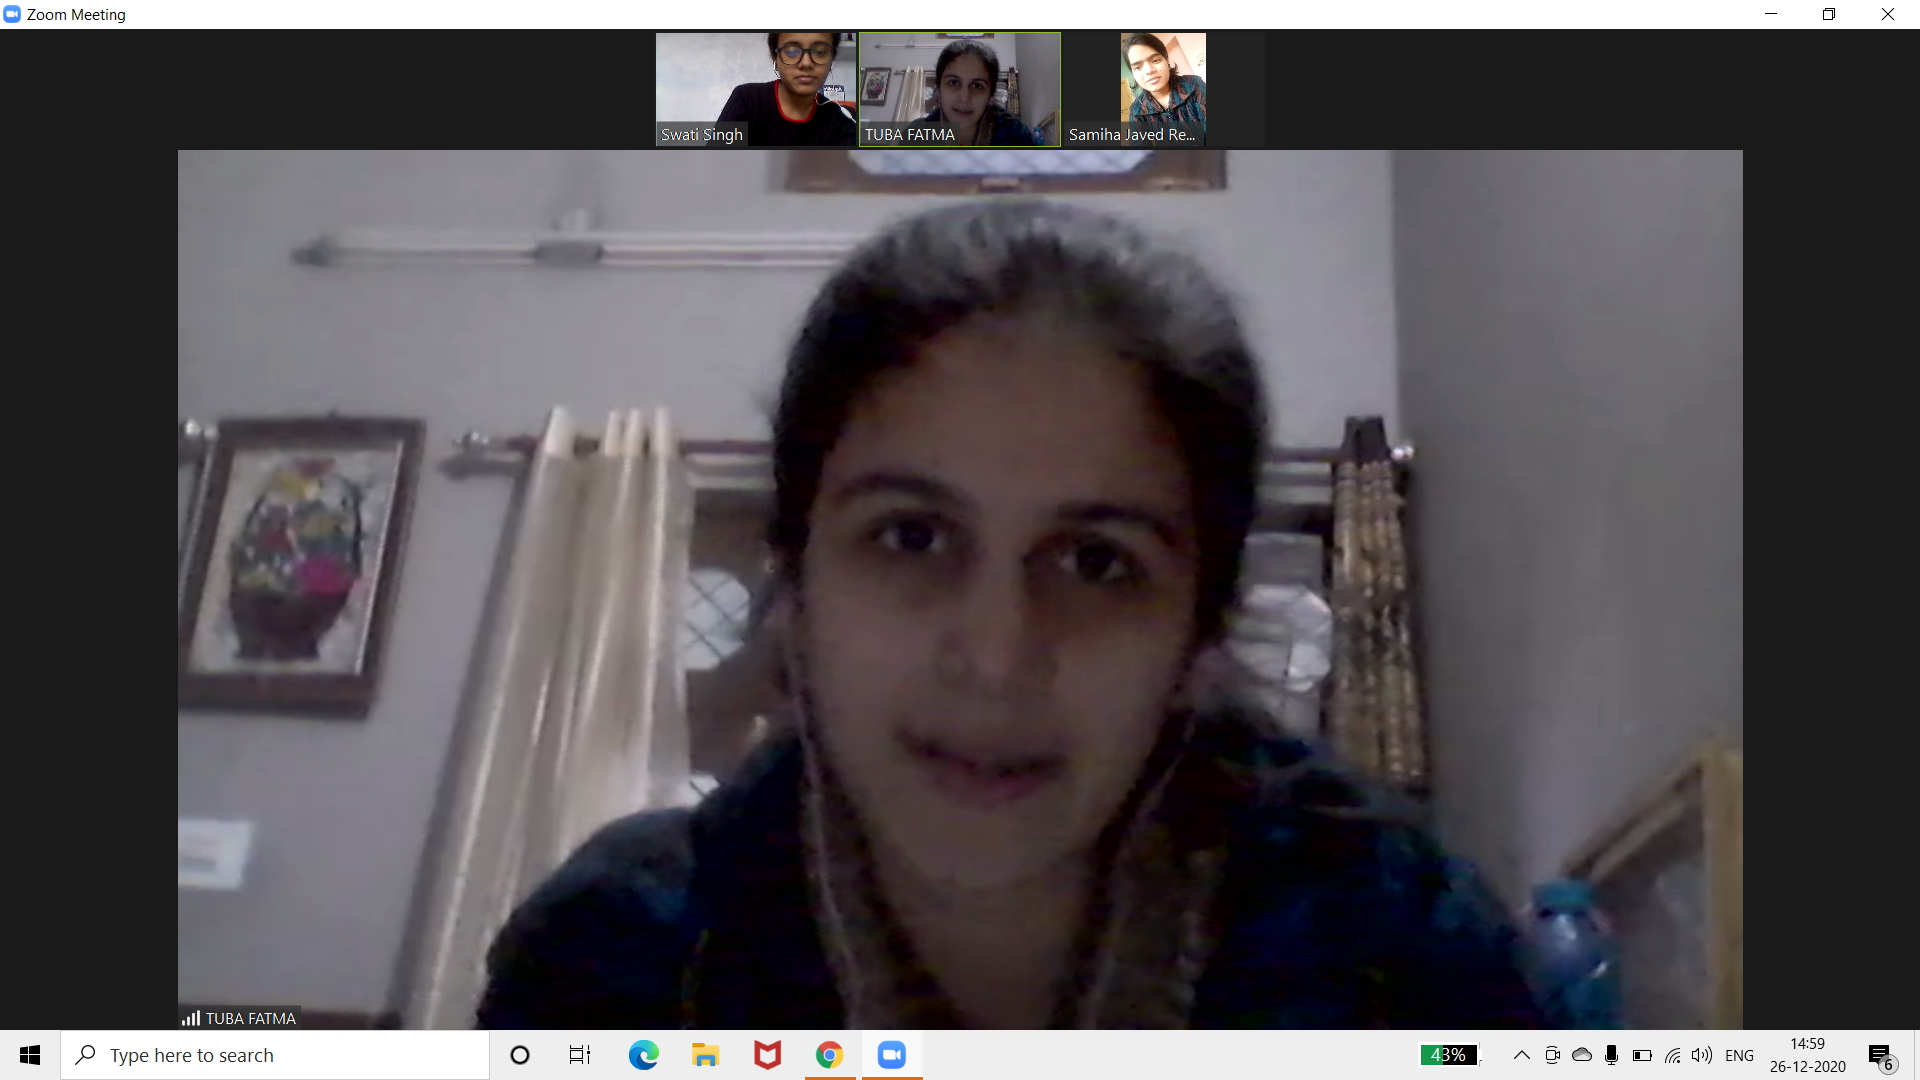 Zoom Meeting
Swati Singh
TUBA FATMA
Samiha Javed Re...
TUBA FATMA
Type here to search
43%
ENG
14:59
26-12-2020
6